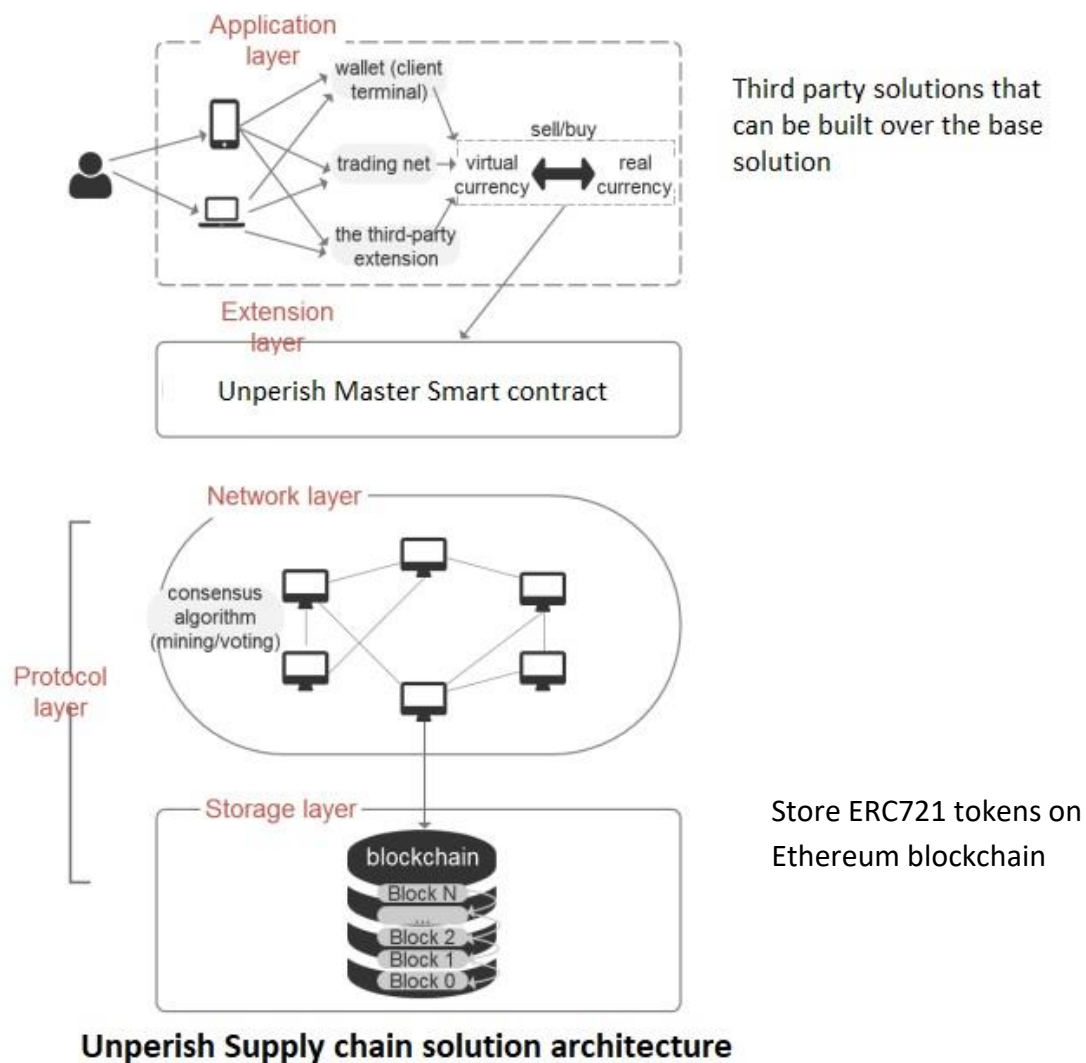 Application
layer
wallet (client
terminal)
Third party solutions that
can be built over the base
solution
sell/buy
trading net
virtual
currency
real
currency
the third-party
extension
Extension
layer
Unperish Master Smart contract
Network layer
consensus
algorithm
(mining/voting)
Protocol
layer
Storage layer
Store ERC721 tokens on
Ethereum blockchain
blockchain
Block N
...
Block 2
Block 1
Block 0
Unperish Supply chain solution architecture